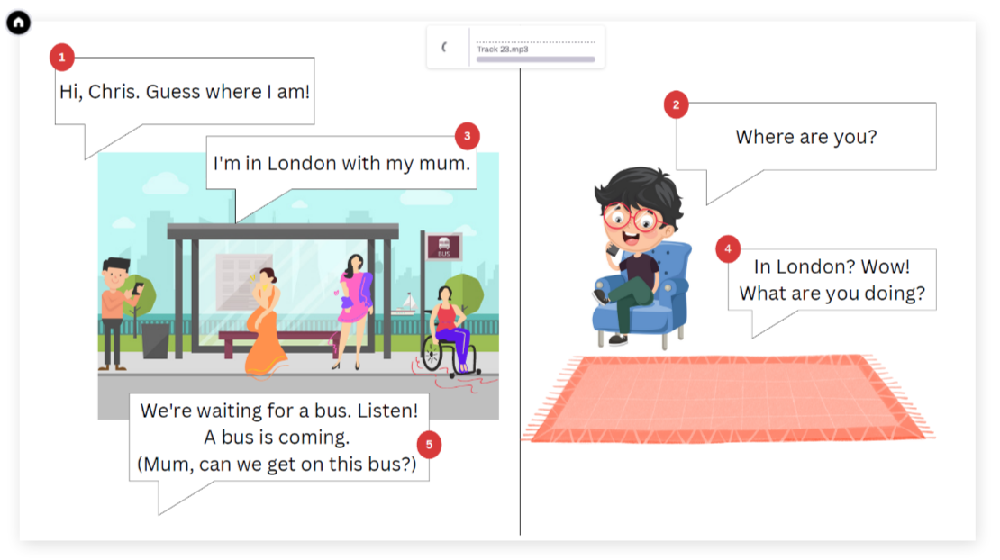 Track 23.mp3
1
Hi, Chris. Guess where I am!
2
Where are you?
3
I'm in London with my mum.
BUS
4
In London? Wow!
What are you doing?
We're waiting for a bus. Listen!
A bus is coming.
5
(Mum, can we get on this bus?)